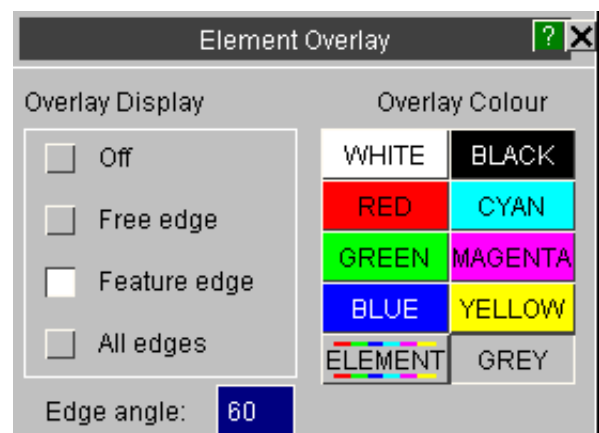 Element Overlay ?
Overlay Display
Overlay Colour
Off
Free edge
Feature edge
All edges
WHITE BLACK
RED CYAN
GREEN MAGENTA
BLUE YELLOW
ELEMENT GREY
Edge angle: 60